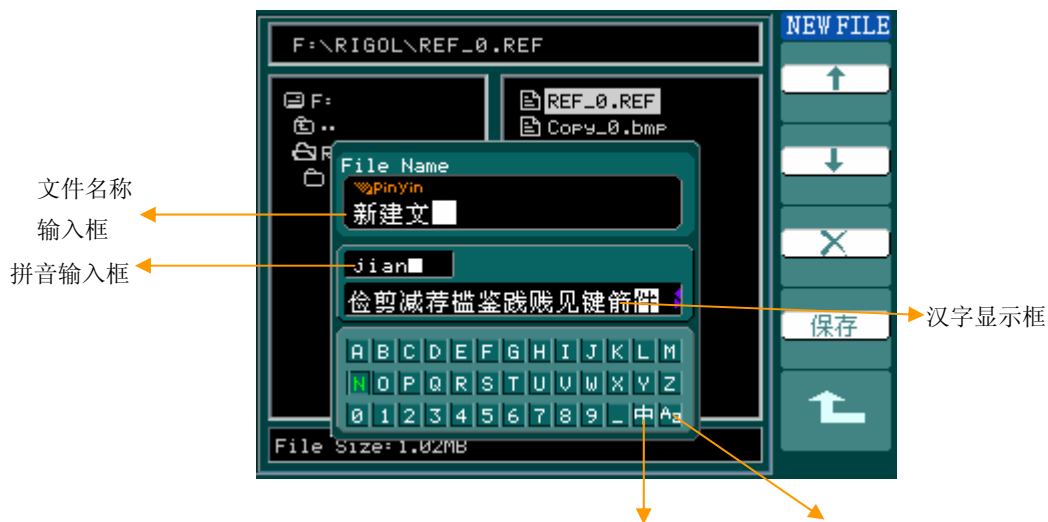 NEW FILE
F:\RIGOL\REF_0.REF
F:
..
R
REF_0.REF
Copy_0.bmp
File Name
PinYin
新建文
jian
俭剪减荐槛鉴践贱见键箭件
A B C D E F G H I J K L M
N O P Q R S T U V W X Y Z
0 1 2 3 4 5 6 7 8 9 _ 中 Aa
File Size:1.02MB
保存
文件名称
输入框
拼音输入框
汉字显示框